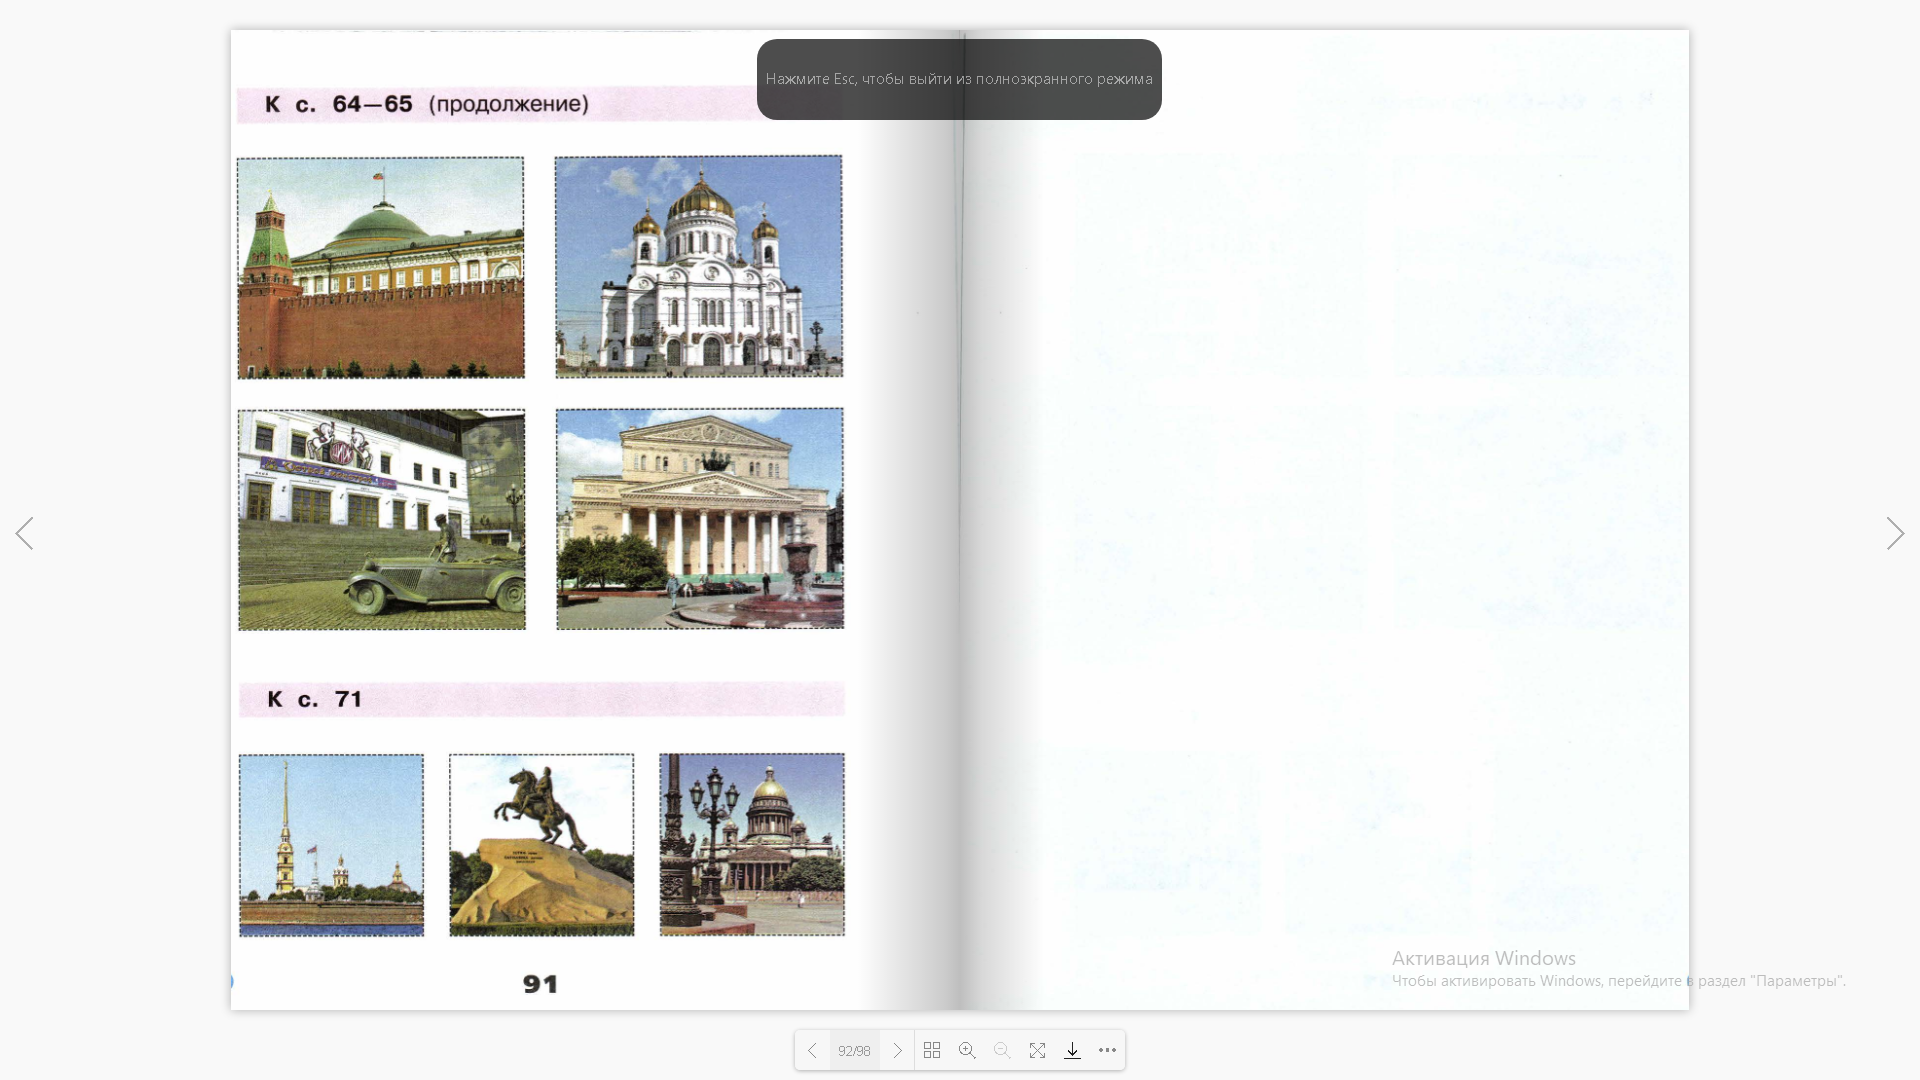 Нажмите Esc, чтобы выйти из полноэкранного режима
К с. 64—65 (продолжение)
ЦИРК
К с. 71
91
Активация Windows
Чтобы активировать Windows, перейдите в раздел "Параметры".
92/98